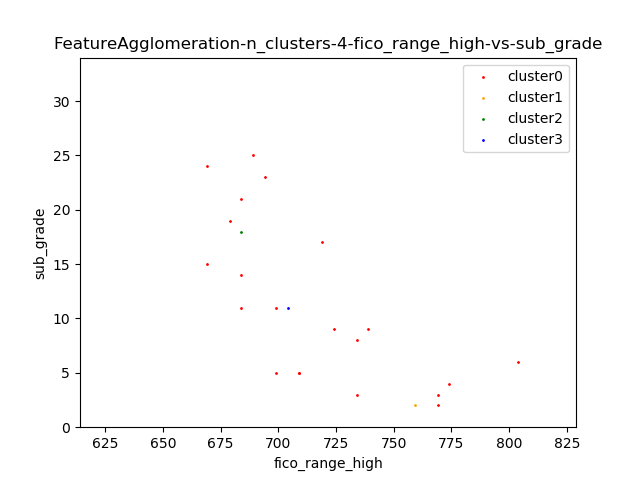 FeatureAgglomeration-n_clusters-4-fico_range_high-vs-sub_grade
cluster0
cluster1
cluster2
cluster3
sub_grade
30
25
20
15
10
5
0
625
650
675
700
725
750
775
800
825
fico_range_high